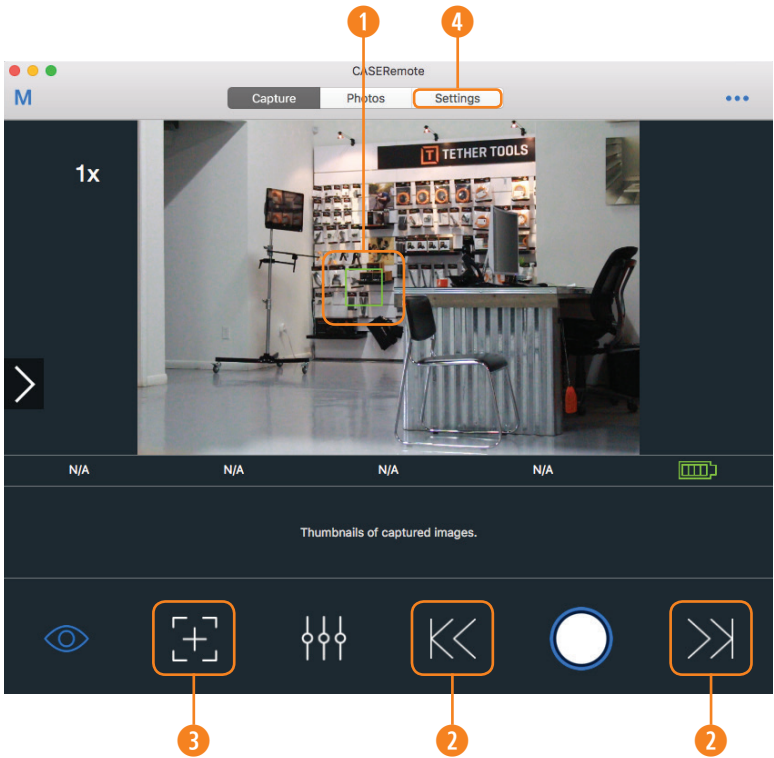 1
4
CASERemote
M
Capture
Photos
Settings
1x
T TETHER TOOLS
N/A
N/A
N/A
N/A
Thumbnails of captured images.
3
2
2